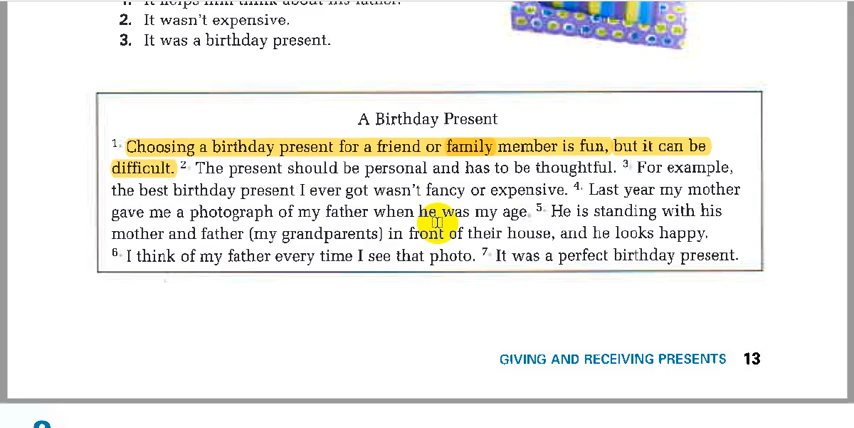 2. It wasn't expensive.
3. It was a birthday present.
A Birthday Present
1. Choosing a birthday present for a friend or family member is fun, but it can be
difficult. 2. The present should be personal and has to be thoughtful. 3. For example,
the best birthday present I ever got wasn't fancy or expensive. 4. Last year my mother
gave me a photograph of my father when he was my age. 5. He is standing with his
mother and father (my grandparents) in front of their house, and he looks happy.
6. I think of my father every time I see that photo. 7. It was a perfect birthday present.
GIVING AND RECEIVING PRESENTS 13